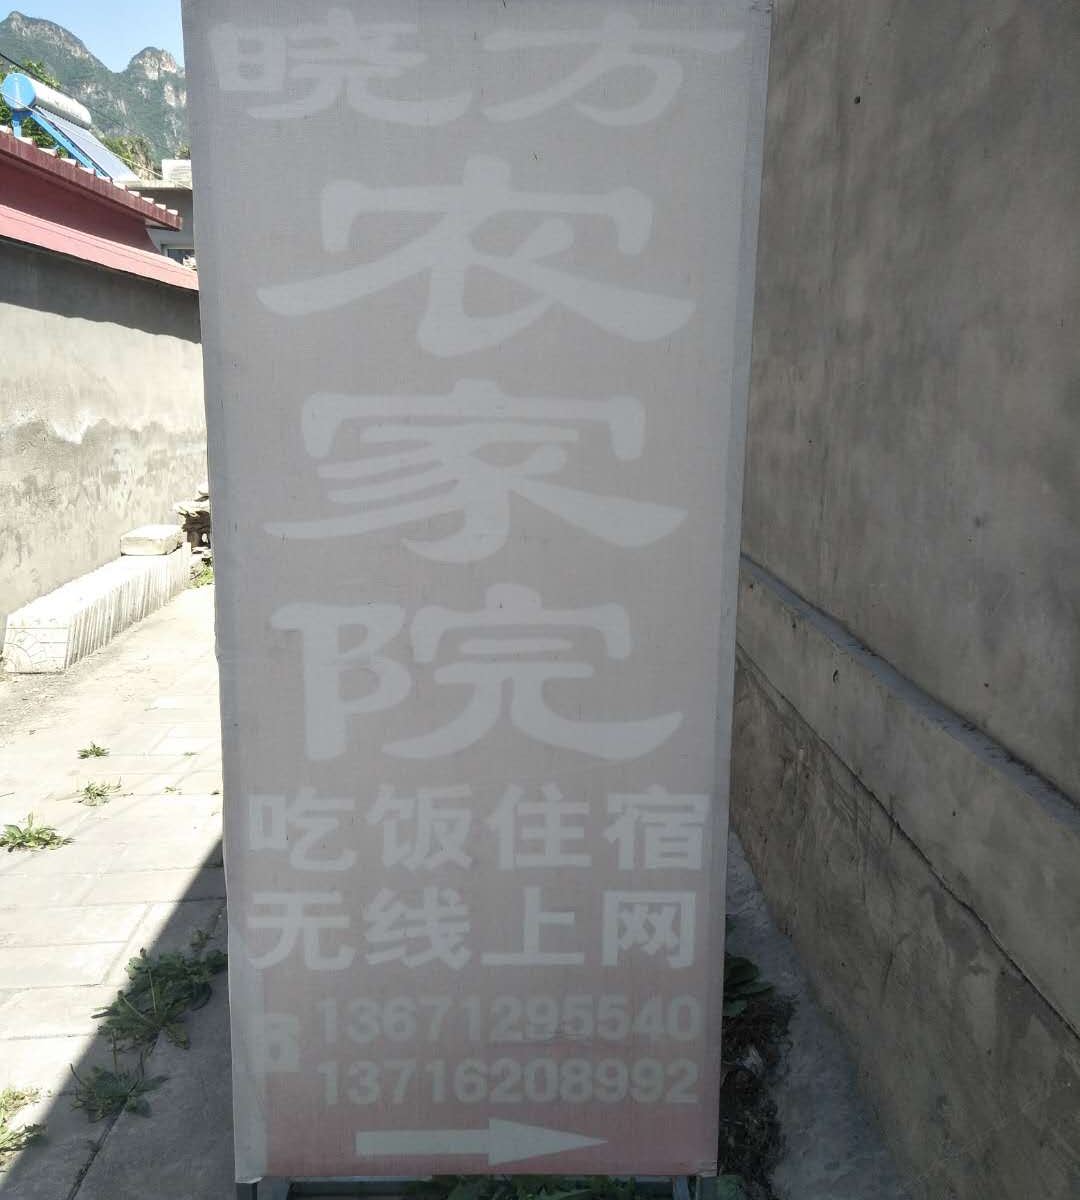 晓方
农
家
院
吃饭住宿
无线上网
13671295540
13716208992